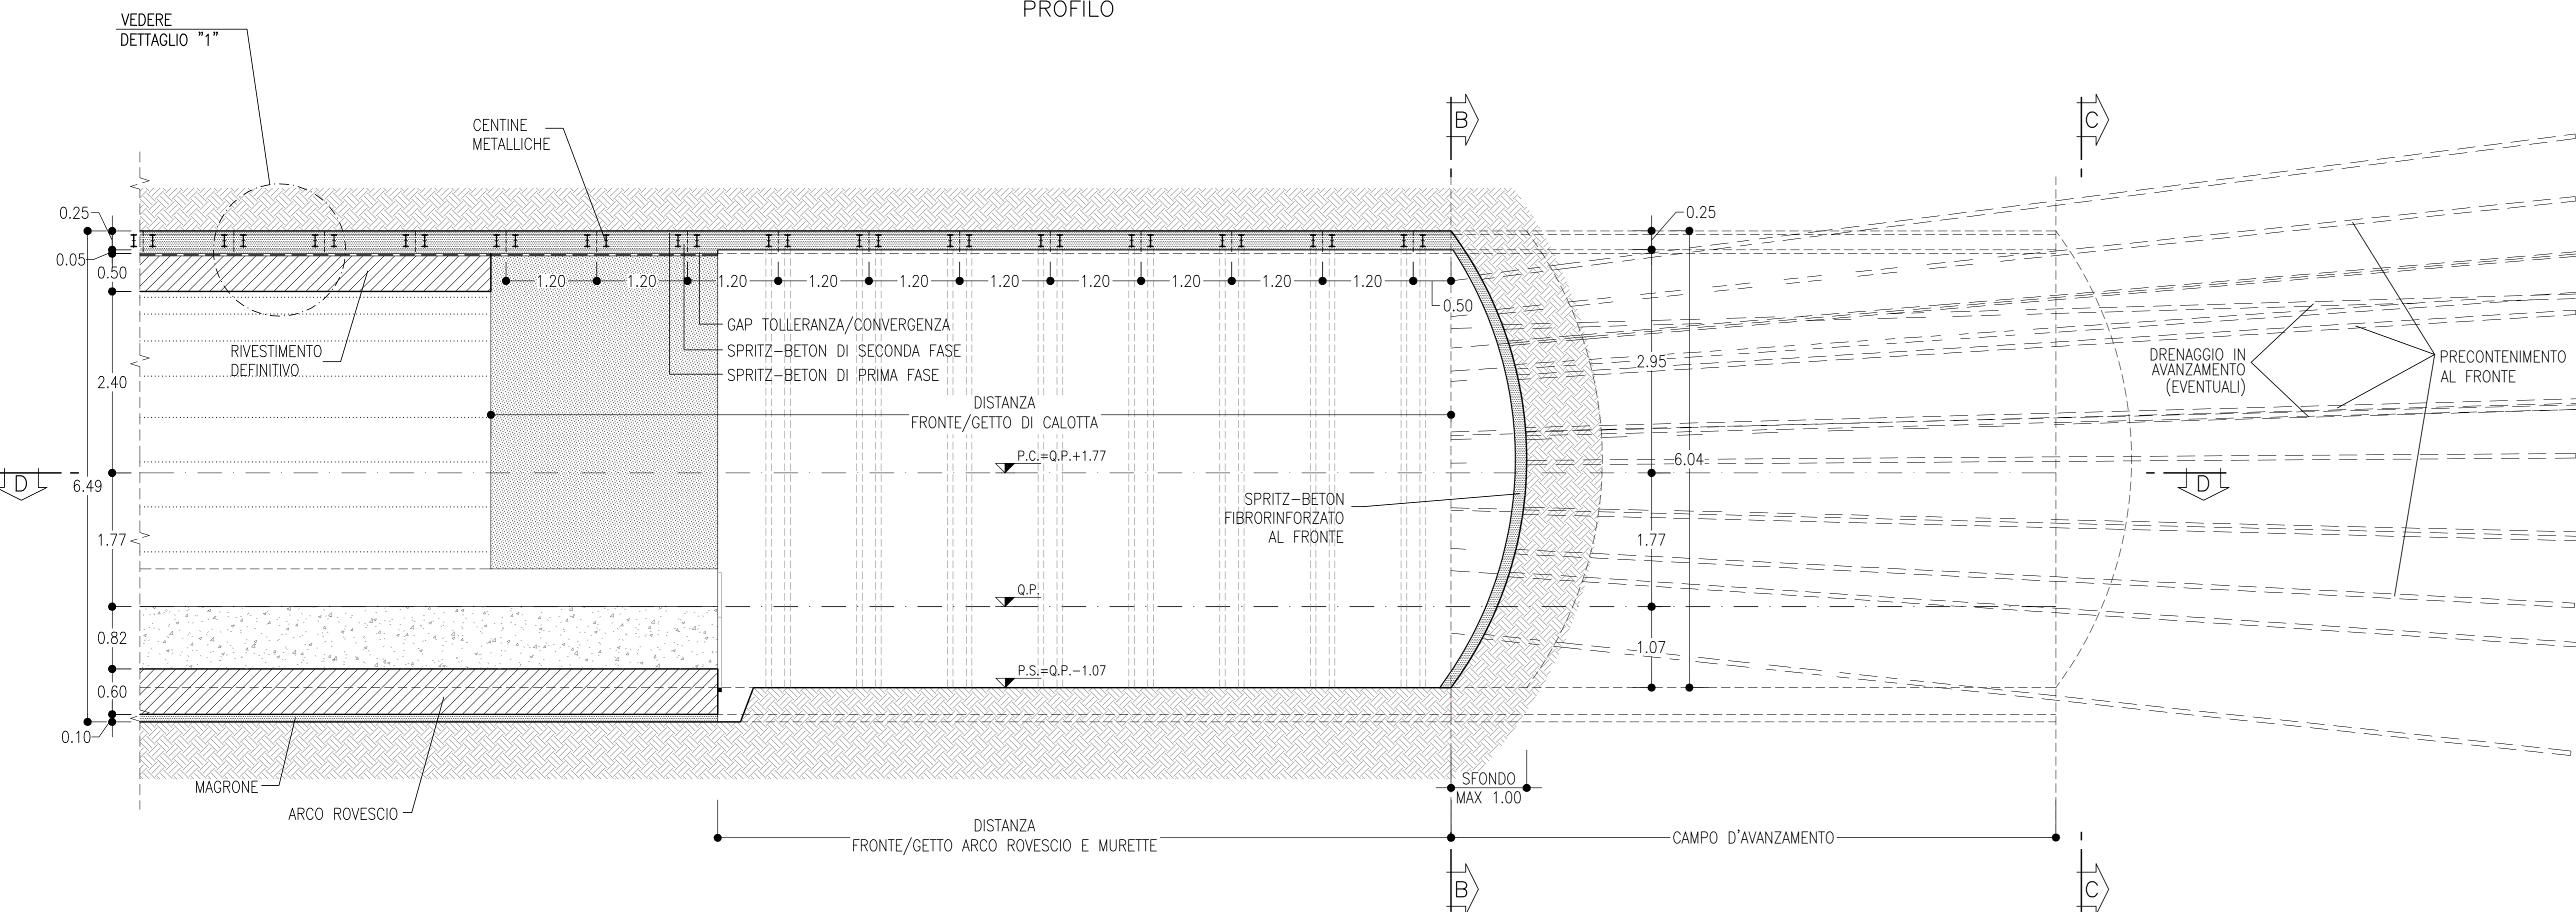 PROFILO
VEDERE
DETTAGLIO "1"
CENTINE
METALLICHE
B
C
0.25
0.05
0.50
2.40
6.49
1.77
0.82
0.60
0.10
D
RIVESTIMENTO
DEFINITIVO
1.20
1.20
1.20
1.20
1.20
1.20
1.20
1.20
1.20
1.20
0.50
GAP TOLLERANZA/CONVERGENZA
SPRITZ-BETON DI SECONDA FASE
SPRITZ-BETON DI PRIMA FASE
DISTANZA
FRONTE/GETTO DI CALOTTA
P.C.=Q.P.+1.77
Q.P.
P.S.=Q.P.-1.07
SPRITZ-BETON
FIBRORINFORZATO
AL FRONTE
0.25
2.95
6.04
1.77
1.07
DRENAGGIO IN
AVANZAMENTO
(EVENTUALI)
PRECONTENIMENTO
AL FRONTE
D
MAGRONE
ARCO ROVESCIO
SFONDO
MAX 1.00
DISTANZA
FRONTE/GETTO ARCO ROVESCIO E MURETTE
CAMPO D'AVANZAMENTO
B
C